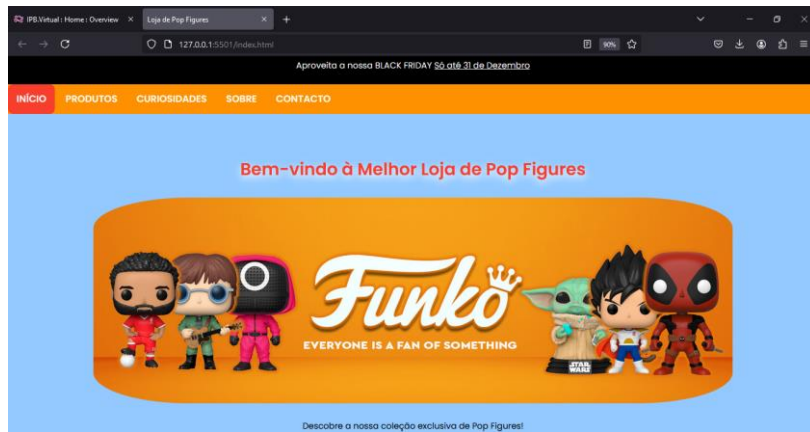 IPB.Virtual : Home : Overview
Loja de Pop Figures
127.0.0.1:5501/index.html
90%
Aproveita a nossa BLACK FRIDAY Só até 31 de Dezembro
INÍCIO PRODUTOS CURIOSIDADES SOBRE CONTACTO
Bem-vindo à Melhor Loja de Pop Figures
Funko
EVERYONE IS A FAN OF SOMETHING
STAR WARS
Descobre a nossa coleção exclusiva de Pop Figures!